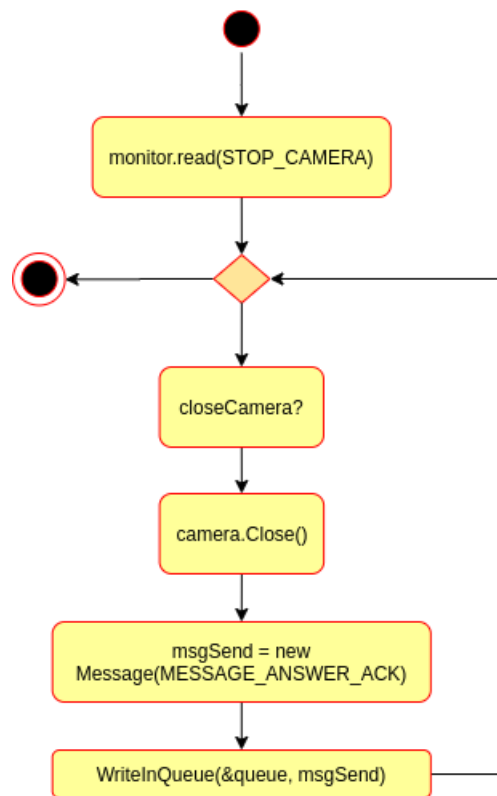 monitor.read(STOP_CAMERA)
closeCamera?
camera.Close()
msgSend = new
Message(MESSAGE_ANSWER_ACK)
WriteInQueue(&queue, msgSend)